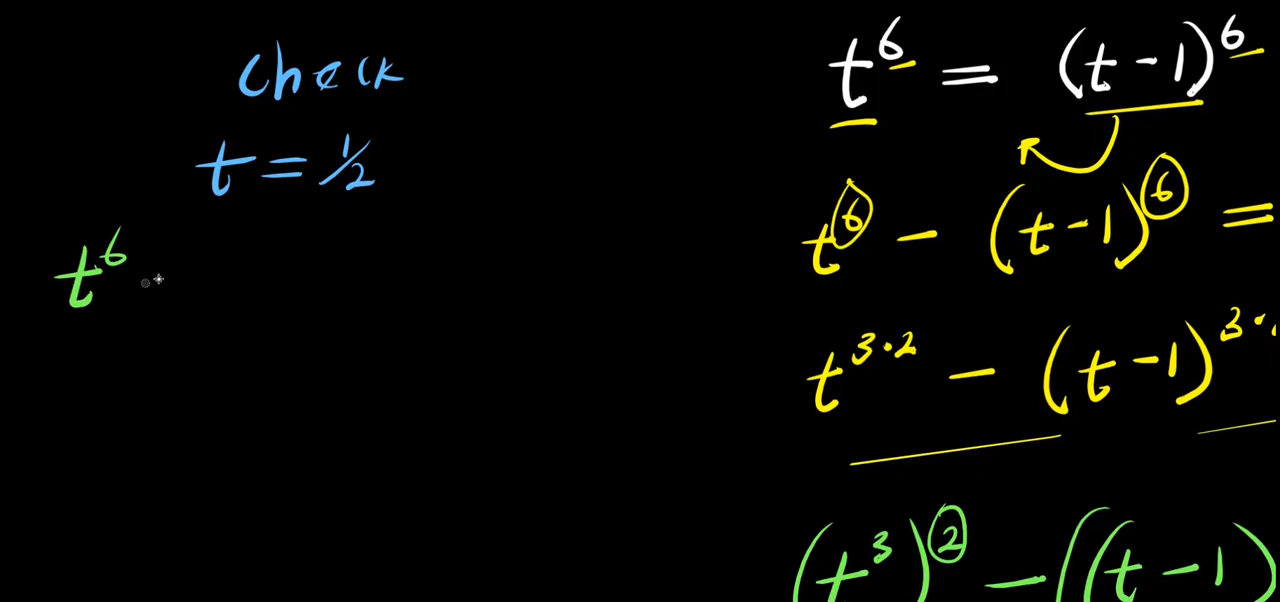 check
t = 1/2
t^6
t^6 = (t-1)^6
t^6 - (t-1)^6 =
t^{3·2} - (t-1)^{3·
(t^3)^2 - ((t-1)